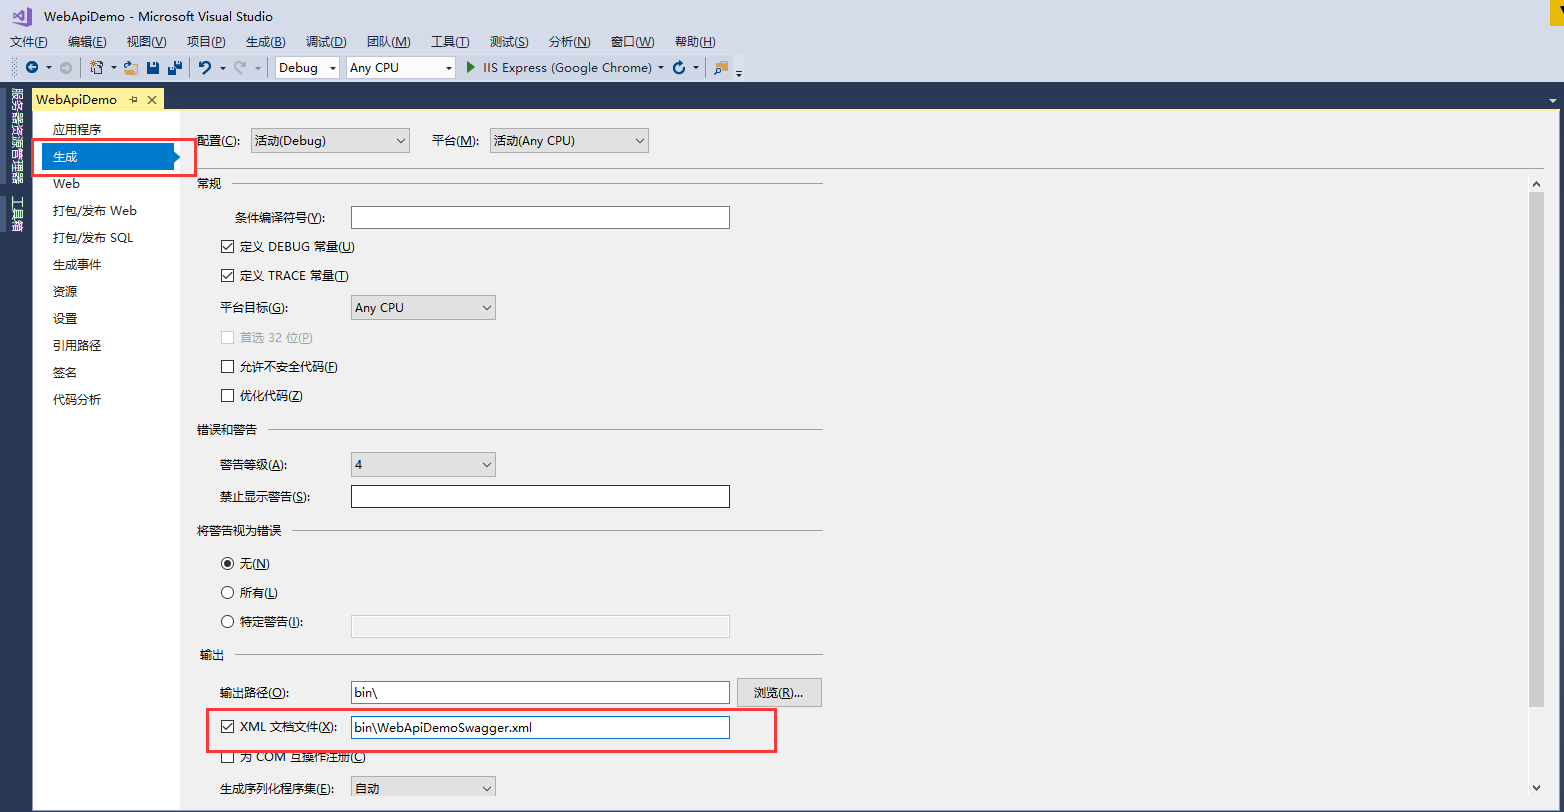 WebApiDemo - Microsoft Visual Studio
文件(F) 编辑(E) 视图(V) 项目(P) 生成(B) 调试(D) 团队(M) 工具(T) 测试(S) 分析(N) 窗口(W) 帮助(H)
Debug Any CPU IIS Express (Google Chrome)
服务器资源管理器
工具箱
WebApiDemo
应用程序
生成
Web
打包/发布 Web
打包/发布 SQL
生成事件
资源
设置
引用路径
签名
代码分析
配置(C): 活动(Debug) 平台(M): 活动(Any CPU)
常规
条件编译符号(Y):
定义 DEBUG 常量(U)
定义 TRACE 常量(T)
平台目标(G): Any CPU
首选 32 位(P)
允许不安全代码(F)
优化代码(Z)
错误和警告
警告等级(A): 4
禁止显示警告(S):
将警告视为错误
无(N)
所有(L)
特定警告(I):
输出
输出路径(O): bin\ 浏览(R)...
XML 文档文件(X): bin\WebApiDemoSwagger.xml
为 COM 互操作注册(C)
生成序列化程序集(E): 自动